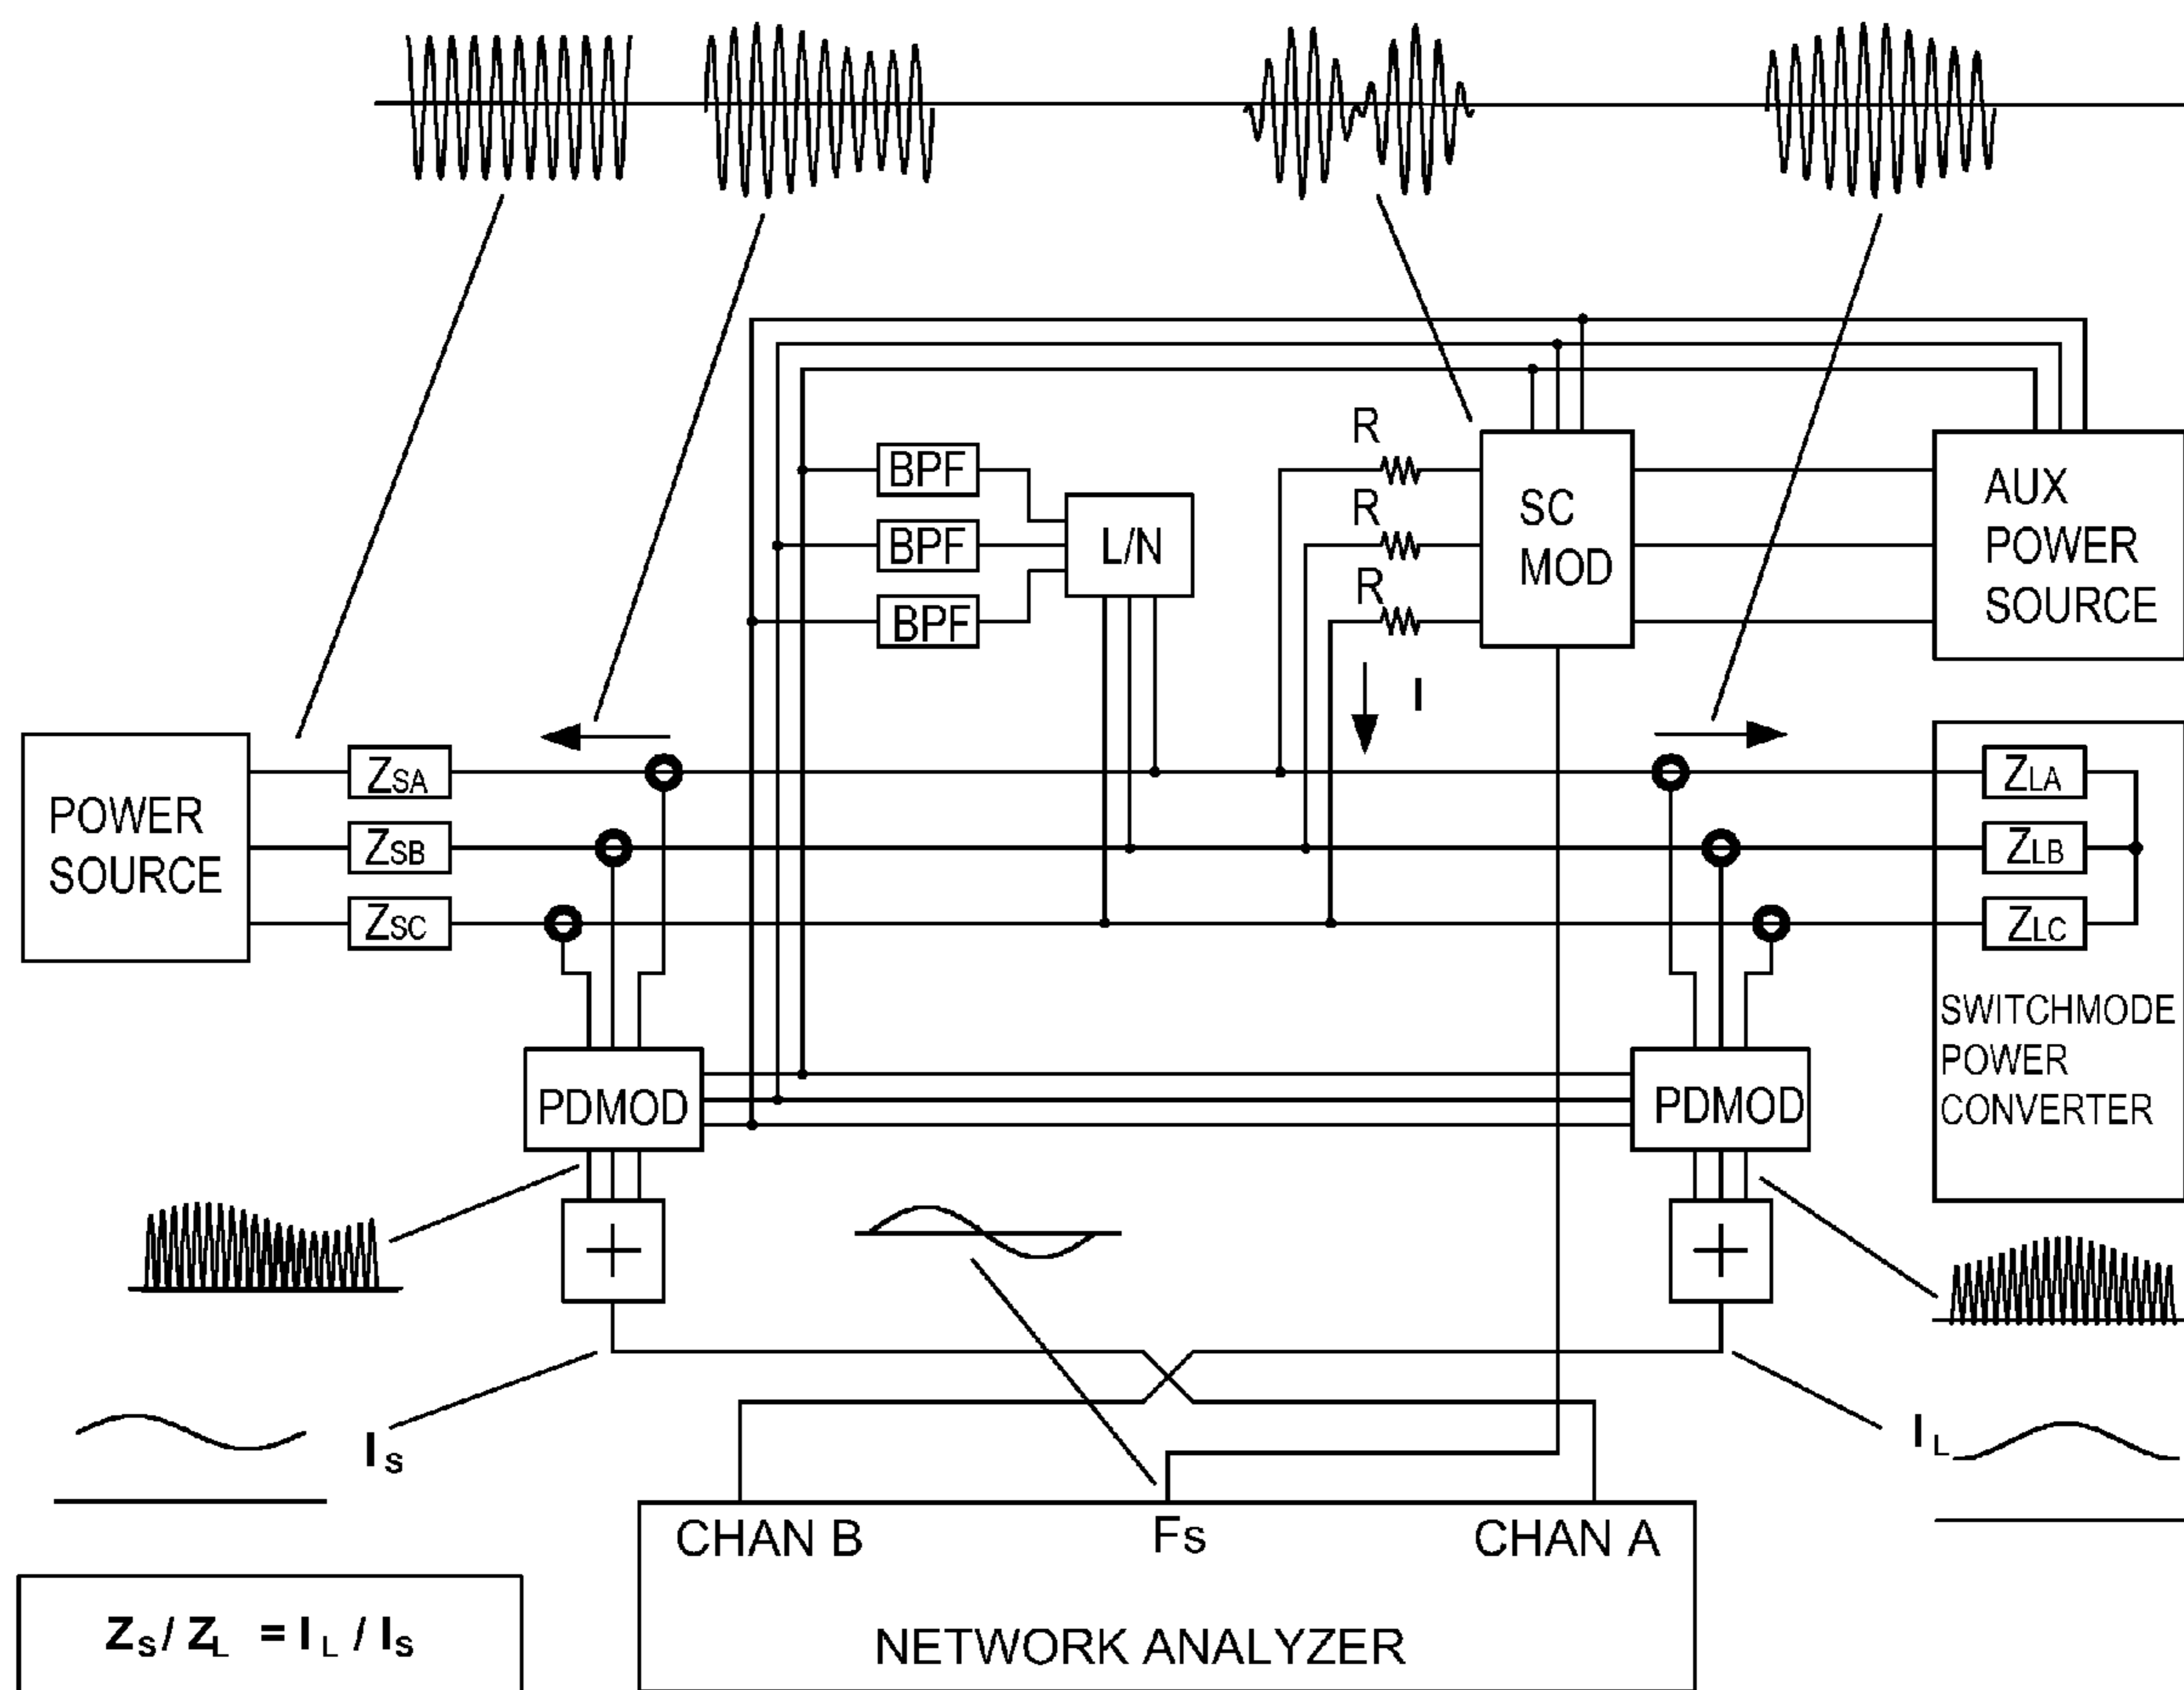 R
BPF
R
SC
MOD
AUX
POWER
SOURCE
BPF
L/N
R
BPF
I
POWER
SOURCE
ZSA
ZSB
ZSC
ZLA
ZLB
ZLC
SWITCHMODE
POWER
CONVERTER
PDMOD
PDMOD
+
+
IS
IL
CHAN B
FS
CHAN A
NETWORK ANALYZER
ZS / ZL = IL / IS